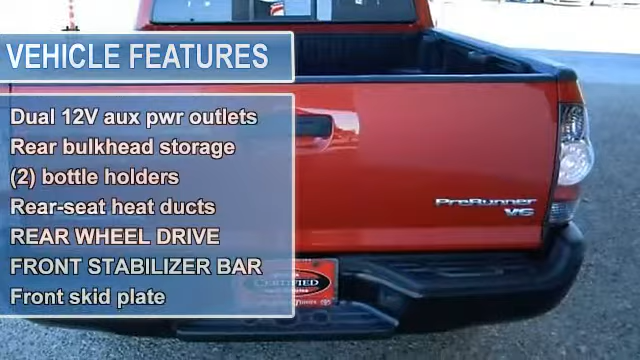 VEHICLE FEATURES
Dual 12V aux pwr outlets
Rear bulkhead storage
(2) bottle holders
Rear-seat heat ducts
REAR WHEEL DRIVE
FRONT STABILIZER BAR
Front skid plate
PreRunner
V6
CERTIFIED